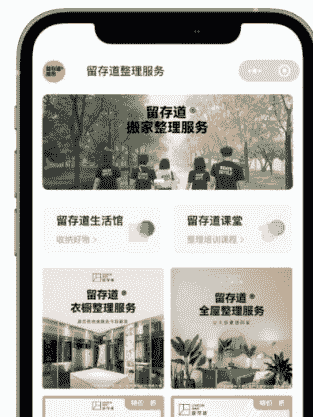 留存道整理服务
留存道
搬家整理服务
留存道生活馆
收纳好物 >
留存道课堂
整理培训课程 >
留存道
衣橱整理服务
留存道
全屋整理服务